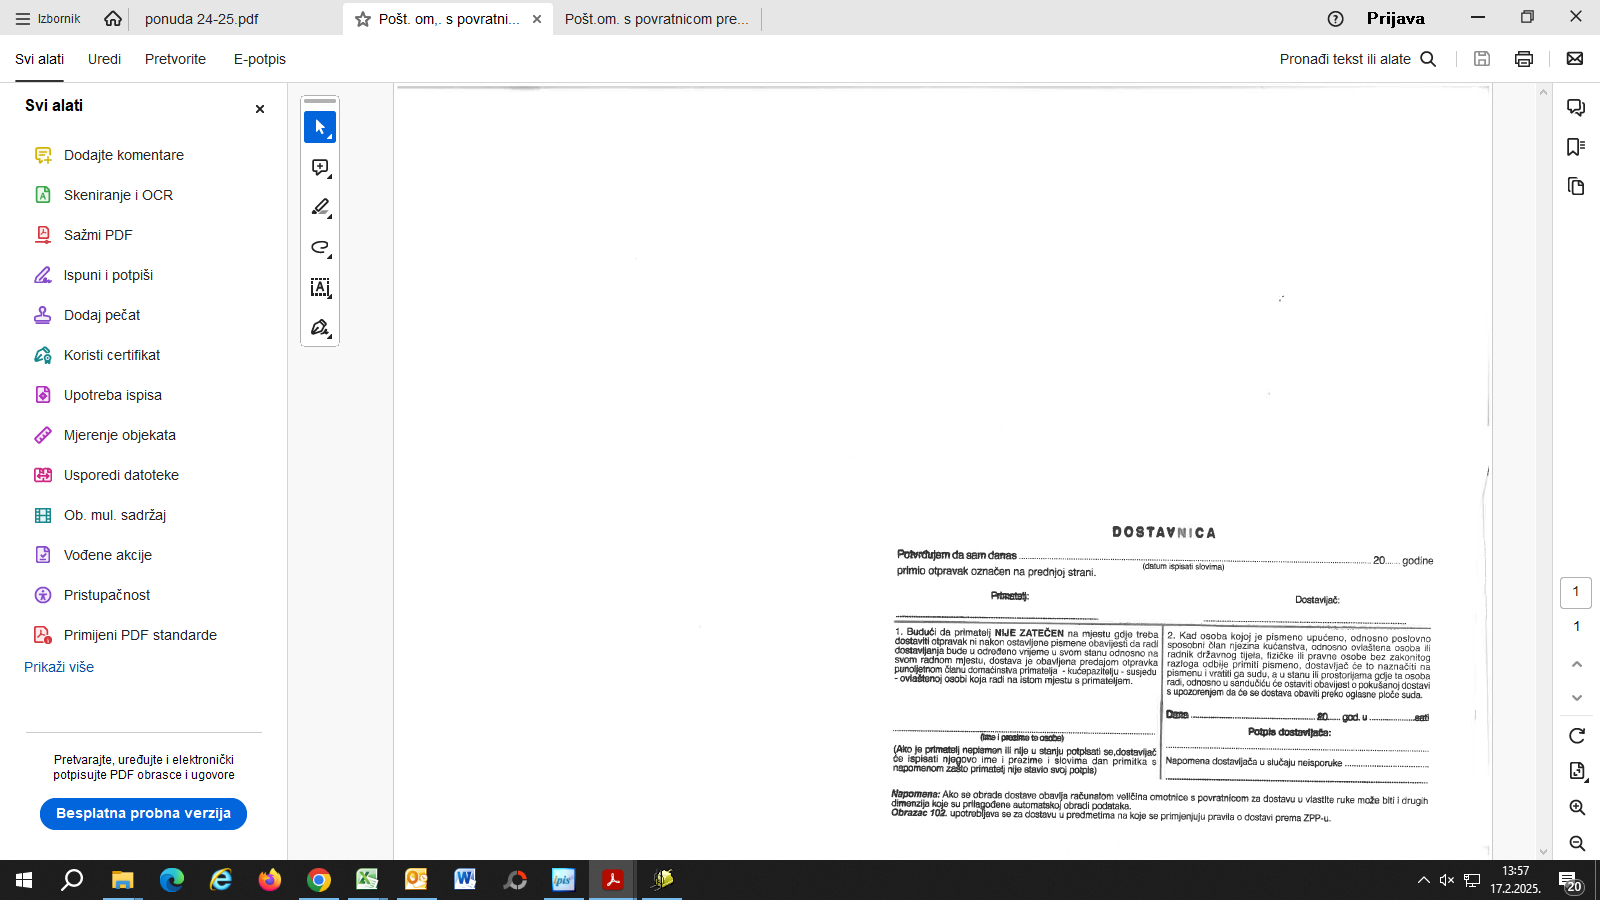 Izbornik
ponuda 24-25.pdf
Pošt. om,. s povratni...
Pošt.om. s povratnicom pre...
Prijava
Svi alati
Uredi
Pretvorite
E-potpis
Pronađi tekst ili alate
Svi alati
Dodajte komentare
Skeniranje i OCR
Sažmi PDF
Ispuni i potpiši
Dodaj pečat
Koristi certifikat
Upotreba ispisa
Mjerenje objekata
Usporedi datoteke
Ob. mul. sadržaj
Vođene akcije
Pristupačnost
Primijeni PDF standarde
Prikaži više
Pretvarajte, uređujte i elektronički
potpisujte PDF obrasce i ugovore
Besplatna probna verzija
DOSTAVNICA
Potvrđujem da sam danas ........ 20...... godine
(datum ispisati slovima)
primio otpravak označen na prednjoj strani.
Primatelj:
Dostavljač:
1. Budući da primatelj NIJE ZATEČEN na mjestu gdje treba
dostaviti otpravak ni nakon ostavljene pismene obavijesti da radi
dostavljanja bude u određeno vrijeme u svom stanu odnosno na
svom radnom mjestu, dostava je obavljena predajom otpravka
punoljetnom članu domaćinstva primatelja - kućepazitelju - susjedu
- ovlaštenoj osobi koja radi na istom mjestu s primateljem.
(ime i prezime te osobe)
(Ako je primatelj nepismen ili nije u stanju potpisati se,dostavljač
će ispisati njegovo ime i prezime i slovima dan primitka s
napomenom zašto primatelj nije stavio svoj potpis)
2. Kad osoba kojoj je pismeno upućeno, odnosno poslovno
sposobni član njezina kućanstva, odnosno ovlaštena osoba ili
radnik državnog tijela, fizičke ili pravne osobe bez zakonitog
razloga odbije primiti pismeno, dostavljač će to naznačiti na
pismenu i vratiti ga sudu, a u stanu ili prostorijama gdje ta osoba
radi, odnosno u sandučiću će ostaviti obavijest o pokušanoj dostavi
s upozorenjem da će se dostava obaviti preko oglasne ploče suda.
Dana ........ 20...... god. u ........ sati
Potpis dostavljača:
Napomena dostavljača u slučaju neisporuke ........
Napomena: Ako se obrada dostave obavlja računalom veličina omotnice s povratnicom za dostavu u vlastite ruke može biti i drugih
dimenzija koje su prilagođene automatskoj obradi podataka.
Obrazac 102. upotrebljava se za dostavu u predmetima na koje se primjenjuju pravila o dostavi prema ZPP-u.
1
1
ipis
13:57
17.2.2025.
20